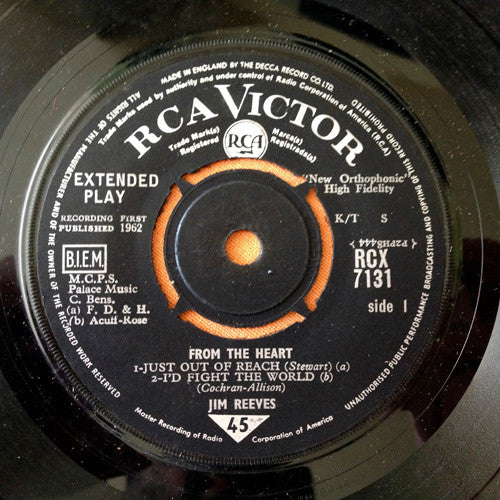 MADE IN ENGLAND BY THE DECCA RECORD CO. LTD.
Trade Mark used by authority and under control of Radio Corporation of America (R.C.A)
ALL RIGHTS OF THE MANUFACTURER AND OF THE OWNER OF THE RECORDED WORK RESERVED
UNAUTHORISED PUBLIC PERFORMANCE BROADCASTING AND COPYING OF THIS RECORD PROHIBITED
RCA VICTOR
Trade Mark(s) Registered
RCA
Marca(s) Registrada(s)
EXTENDED
PLAY
RECORDING FIRST
PUBLISHED 1962
"New Orthophonic"
High Fidelity
K/T S
B.I.E.M.
M.C.P.S.
Palace Music
C. Bens.
(a) F. D. & H.
(b) Acuff-Rose
RCX
7131
side 1
FROM THE HEART
1-JUST OUT OF REACH (Stewart) (a)
2-I'D FIGHT THE WORLD (b)
(Cochran-Allison)
JIM REEVES
45
Master Recording of Radio Corporation of America